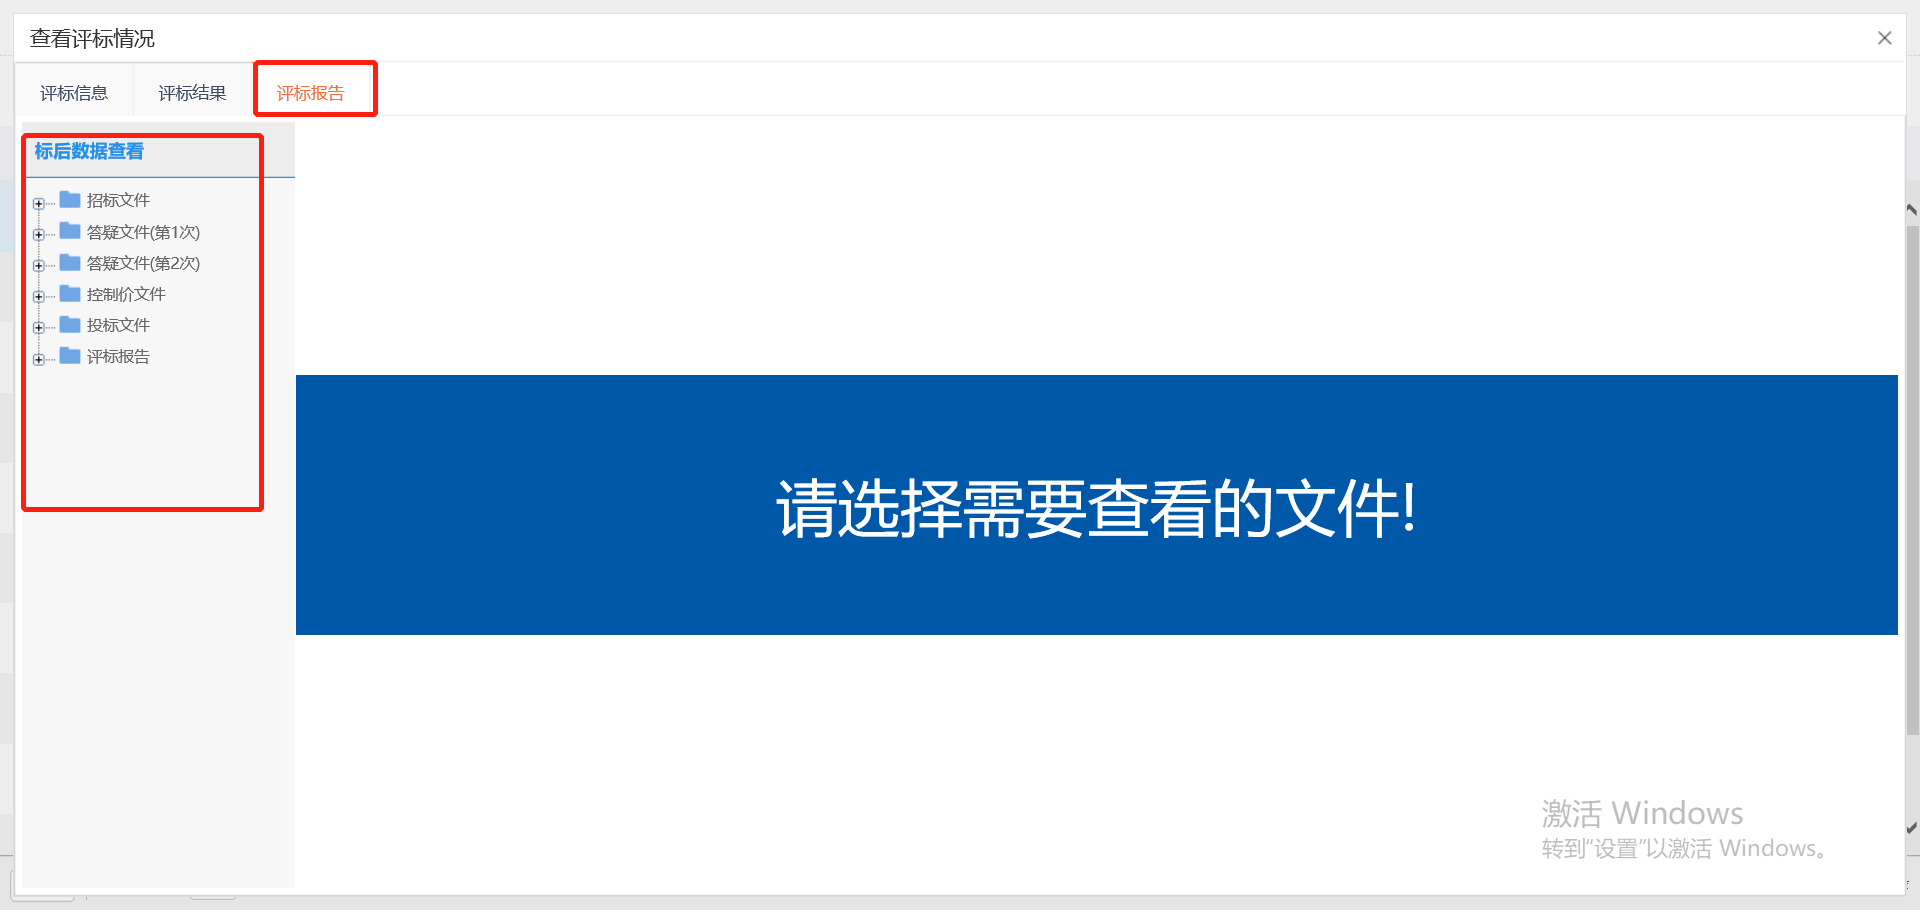 查看评标情况
评标信息
评标结果
评标报告
标后数据查看
招标文件
答疑文件(第1次)
答疑文件(第2次)
控制价文件
投标文件
评标报告
请选择需要查看的文件!
激活 Windows
转到“设置”以激活 Windows。